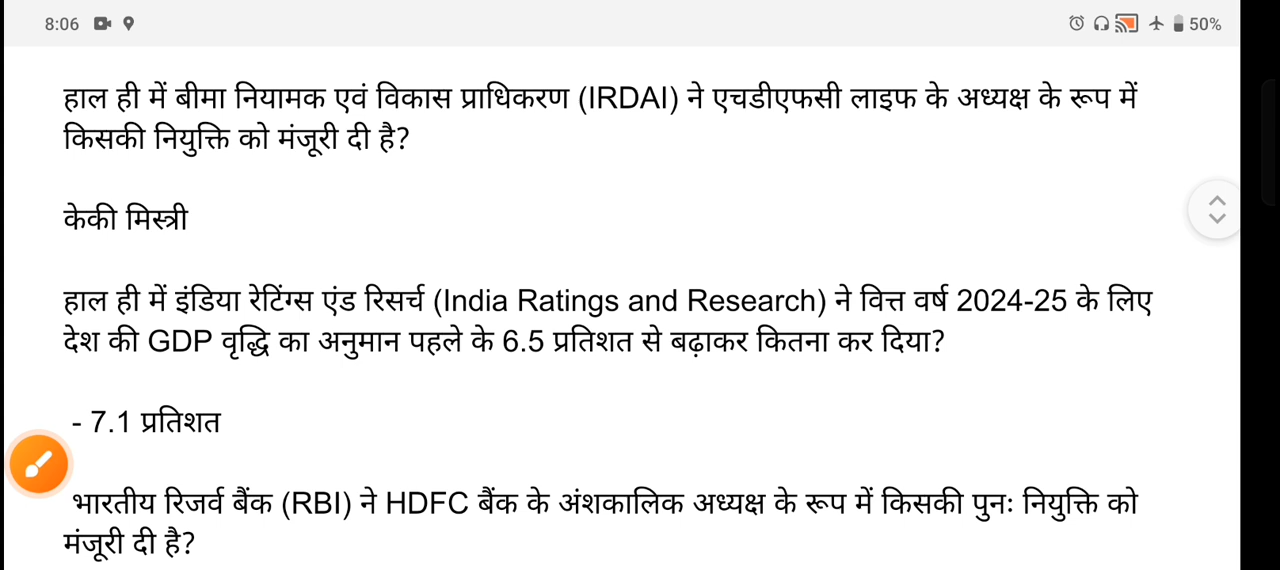 8:06
50%
हाल ही में बीमा नियामक एवं विकास प्राधिकरण (IRDAI) ने एचडीएफसी लाइफ के अध्यक्ष के रूप में
किसकी नियुक्ति को मंजूरी दी है?
केकी मिस्त्री
हाल ही में इंडिया रेटिंग्स एंड रिसर्च (India Ratings and Research) ने वित्त वर्ष 2024-25 के लिए
देश की GDP वृद्धि का अनुमान पहले के 6.5 प्रतिशत से बढ़ाकर कितना कर दिया?
- 7.1 प्रतिशत
भारतीय रिजर्व बैंक (RBI) ने HDFC बैंक के अंशकालिक अध्यक्ष के रूप में किसकी पुनः नियुक्ति को
मंजूरी दी है?